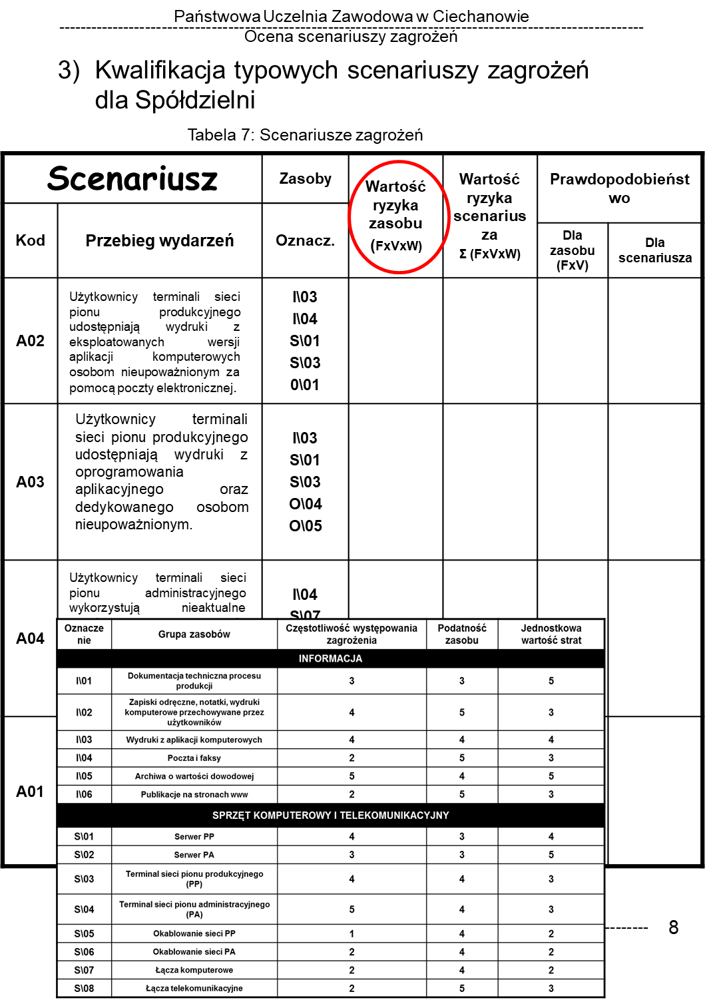 Państwowa Uczelnia Zawodowa w Ciechanowie
Ocena scenariuszy zagrożeń
3) Kwalifikacja typowych scenariuszy zagrożeń
dla Spółdzielni
Tabela 7: Scenariusze zagrożeń
Scenariusz
Zasoby
Wartość
ryzyka
zasobu
(FxVxW)
Wartość
ryzyka
scenarius
za
Σ (FxVxW)
Prawdopodobieńst
wo
Kod
Przebieg wydarzeń
Oznacz.
Dla
zasobu
(FxV)
Dla
scenariusza
A02
Użytkownicy terminali sieci
pionu produkcyjnego
udostępniają wydruki z
eksploatowanych wersji
aplikacji komputerowych
osobom nieupoważnionym za
pomocą poczty elektronicznej.
I\03
I\04
S\01
S\03
0\01
A03
Użytkownicy terminali
sieci pionu produkcyjnego
udostępniają wydruki z
oprogramowania
aplikacyjnego oraz
dedykowanego osobom
nieupoważnionym.
I\03
S\01
S\03
O\04
O\05
A04
Użytkownicy terminali sieci
pionu administracyjnego
wykorzystują nieaktualne
I\04
S\07
A01
Oznacze
nie
Grupa zasobów
Częstotliwość występowania
zagrożenia
Podatność
zasobu
Jednostkowa
wartość strat
INFORMACJA
I\01 Dokumentacja techniczna procesu
produkcji 3 3 5
I\02 Zapiski odręczne, notatki, wydruki
komputerowe przechowywane przez
użytkowników 4 5 3
I\03 Wydruki z aplikacji komputerowych 4 4 4
I\04 Poczta i faksy 2 5 3
I\05 Archiwa o wartości dowodowej 5 4 5
I\06 Publikacje na stronach www 2 5 3
SPRZĘT KOMPUTEROWY I TELEKOMUNIKACYJNY
S\01 Serwer PP 4 3 4
S\02 Serwer PA 3 3 5
S\03 Terminal sieci pionu produkcyjnego
(PP) 4 4 3
S\04 Terminal sieci pionu administracyjnego
(PA) 5 4 3
S\05 Okablowanie sieci PP 1 4 2
S\06 Okablowanie sieci PA 2 4 2
S\07 Łącza komputerowe 2 4 2
S\08 Łącza telekomunikacyjne 2 5 3
8